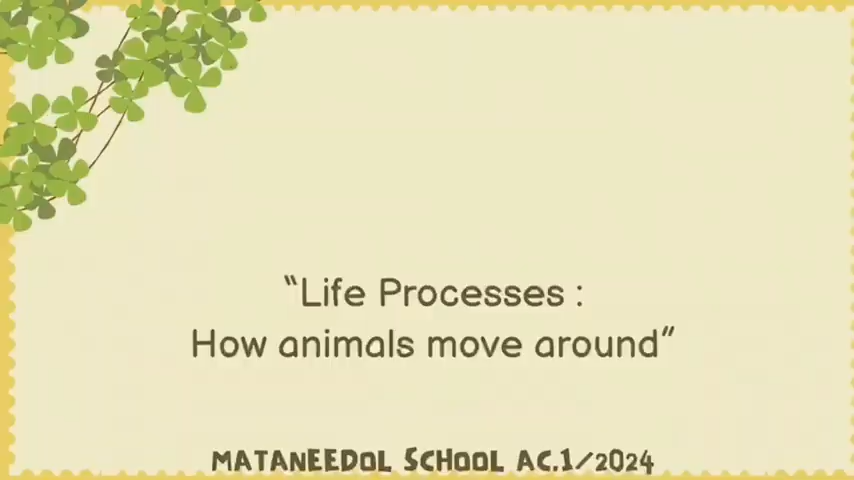 “Life Processes :
How animals move around”
MATANEEDOL SCHOOL AC.1/2024